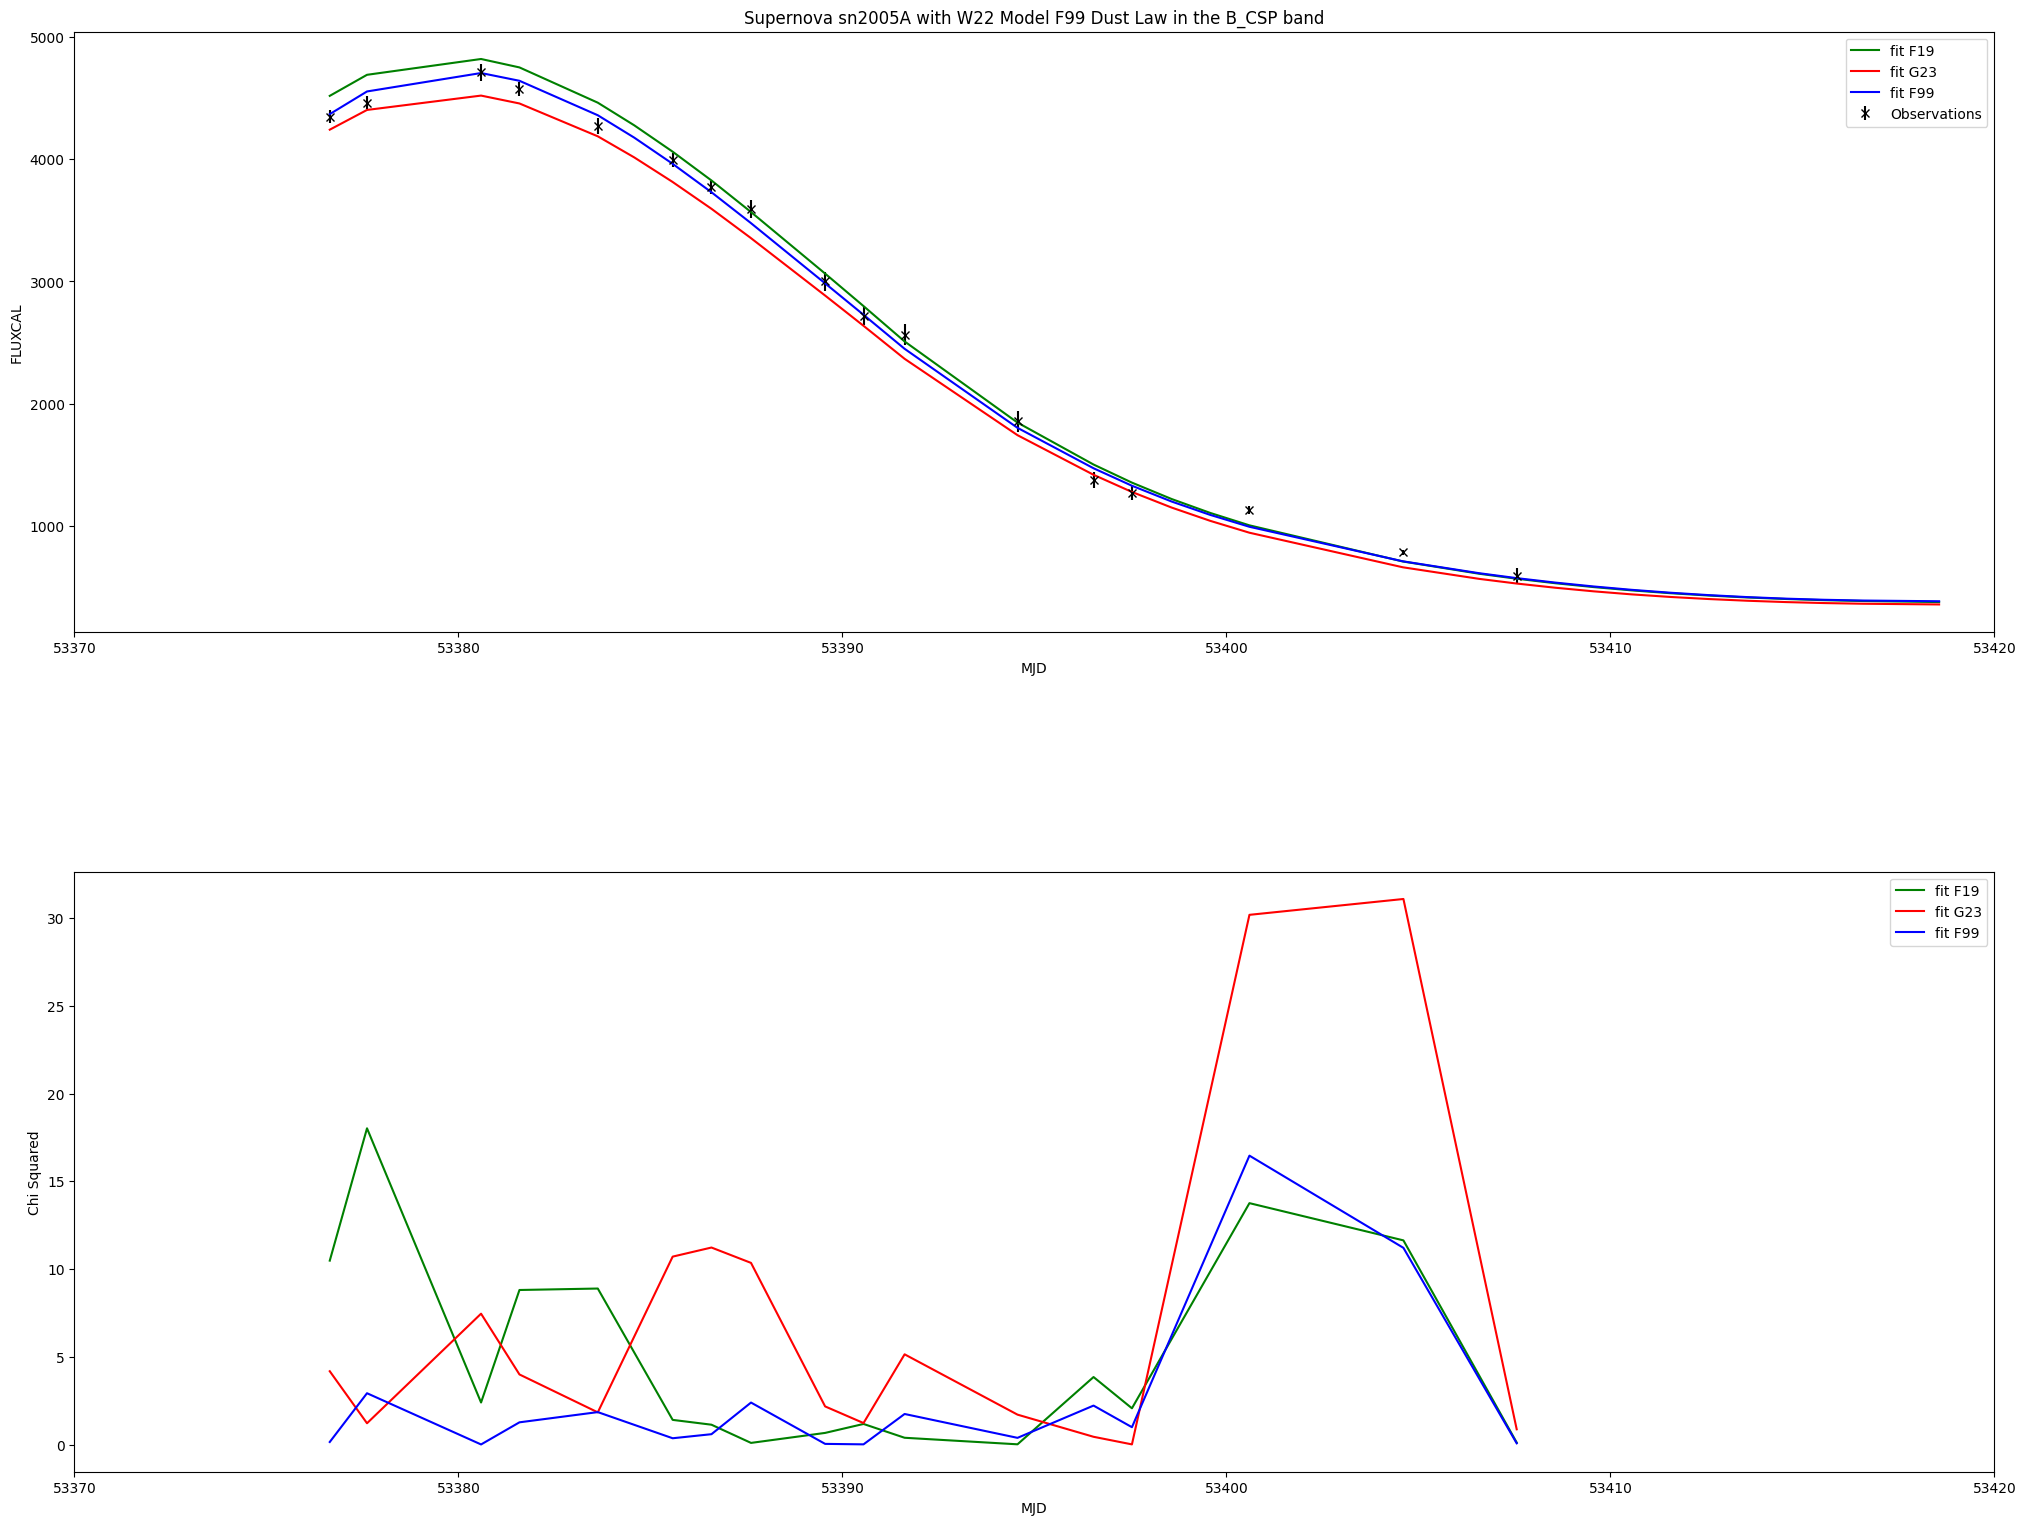 Supernova sn2005A with W22 Model F99 Dust Law in the B_CSP band
5000
4000
3000
2000
1000
FLUXCAL
fit F19
fit G23
fit F99
Observations
53370
53380
53390
53400
53410
53420
MJD
30
25
20
15
10
5
0
Chi Squared
fit F19
fit G23
fit F99
53370
53380
53390
53400
53410
53420
MJD